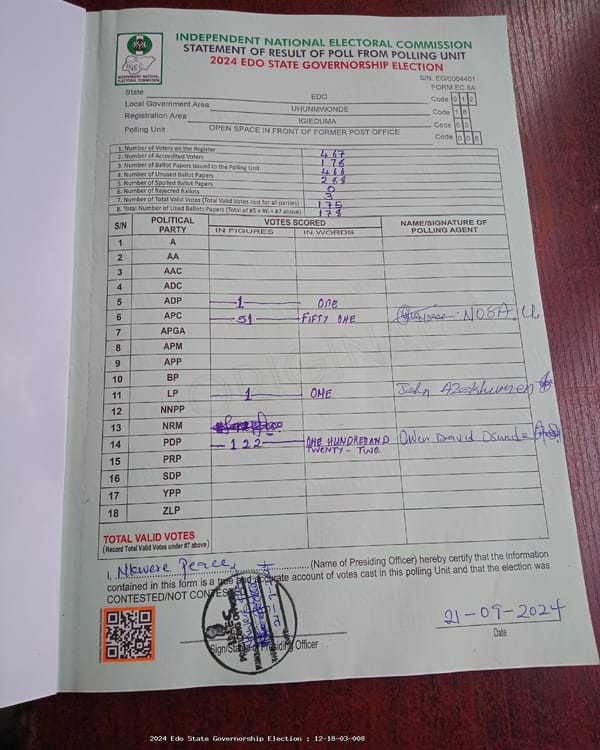 INDEPENDENT NATIONAL ELECTORAL COMMISSION
STATEMENT OF RESULT OF POLL FROM POLLING UNIT
2024 EDO STATE GOVERNORSHIP ELECTION
INDEPENDENT NATIONAL ELECTORAL COMMISSION
S/N: EG/0004401
FORM EC 8A
State EDO Code 0 1 2
Local Government Area UHUNMWONDE Code 1 8
Registration Area IGIEDUMA Code 0 3
Polling Unit OPEN SPACE IN FRONT OF FORMER POST OFFICE Code 0 0 8
1. Number of Voters on the Register 467
2. Number of Accredited Voters 178
3. Number of Ballot Papers Issued to the Polling Unit 466
4. Number of Unused Ballot Papers 288
5. Number of Spoiled Ballot Papers 0
6. Number of Rejected Ballots 3
7. Number of Total Valid Votes (Total Valid Votes cast for all parties) 175
8. Total Number of Used Ballots Papers (Total of #5 + #6 + #7 above) 178
S/N POLITICAL PARTY VOTES SCORED NAME/SIGNATURE OF POLLING AGENT
IN FIGURES IN WORDS
1 A
2 AA
3 AAC
4 ADC
5 ADP 1 ONE
6 APC 51 FIFTY ONE NOSA. U.
7 APGA
8 APM
9 APP
10 BP
11 LP 1 ONE John
12 NNPP
13 NRM
14 PDP 122 ONE HUNDRED AND TWENTY-TWO Owen David
15 PRP
16 SDP
17 YPP
18 ZLP
TOTAL VALID VOTES
(Record Total Valid Votes under #7 above)
I, Nkwere Peace, (Name of Presiding Officer) hereby certify that the information
contained in this form is a true and accurate account of votes cast in this polling Unit and that the election was
CONTESTED/NOT CONTESTED
Sign/Stamp of Presiding Officer
21-09-2024
Date
2024 Edo State Governorship Election : 12-18-03-008